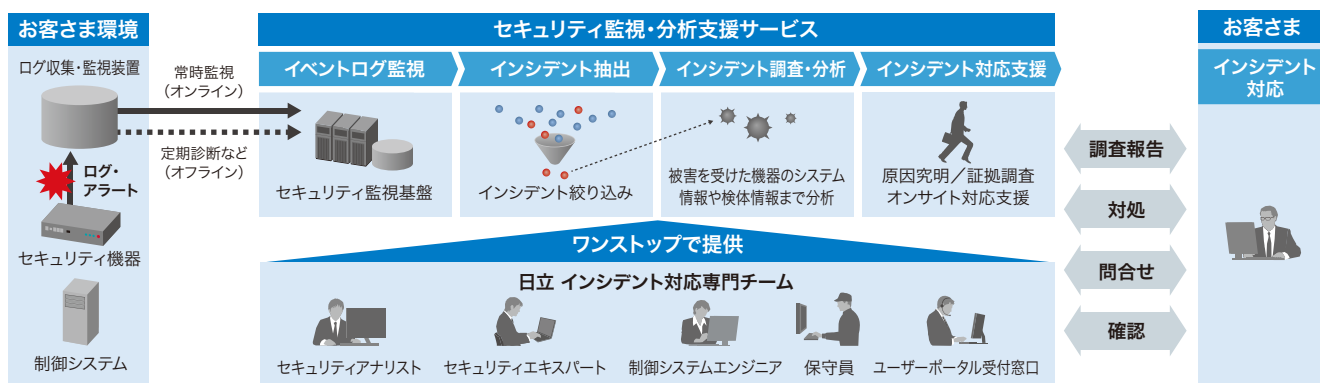 お客さま環境
ログ収集・監視装置
ログ・
アラート
セキュリティ機器
制御システム
常時監視
（オンライン）
定期診断など
（オフライン）
セキュリティ監視・分析支援サービス
イベントログ監視
インシデント抽出
インシデント調査・分析
インシデント対応支援
セキュリティ監視基盤
インシデント絞り込み
被害を受けた機器のシステム
情報や検体情報まで分析
原因究明／証拠調査
オンサイト対応支援
ワンストップで提供
日立 インシデント対応専門チーム
セキュリティアナリスト
セキュリティエキスパート
制御システムエンジニア
保守員
ユーザーポータル受付窓口
調査報告
対処
問合せ
確認
お客さま
インシデント
対応